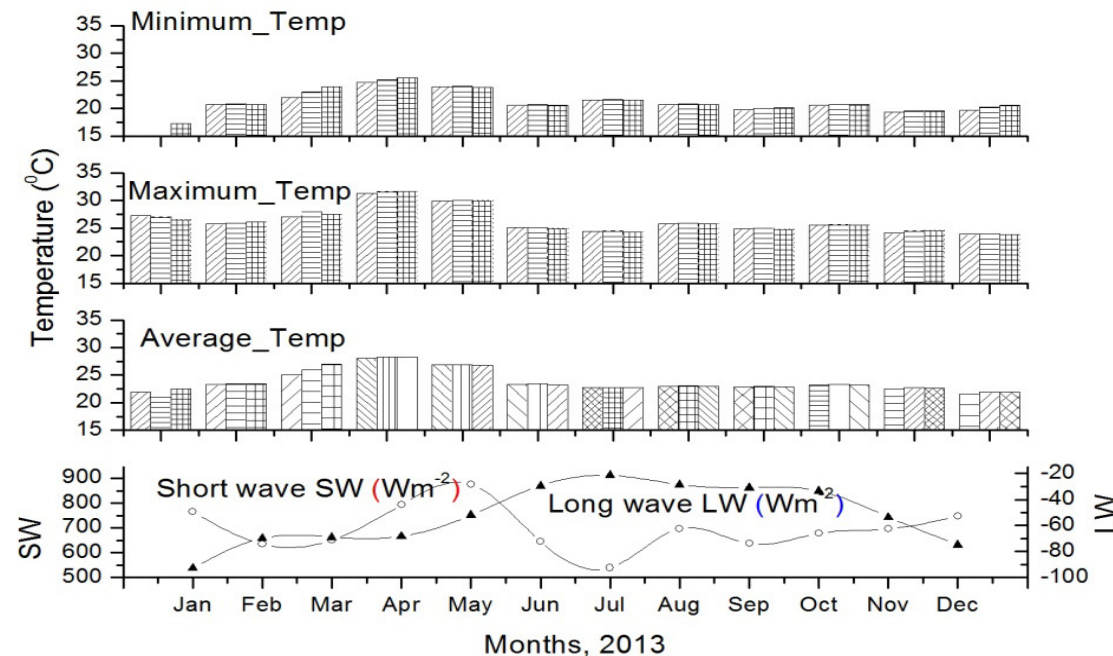 Minimum_Temp
35
30
25
20
15
Maximum_Temp
35
30
25
20
15
Temperature (⁰C)
Average_Temp
35
30
25
20
15
Short wave SW (Wm⁻²)
Long wave LW (Wm⁻²)
900
800
700
600
500
SW
-20
-40
-60
-80
-100
LW
Jan Feb Mar Apr May Jun Jul Aug Sep Oct Nov Dec
Months, 2013